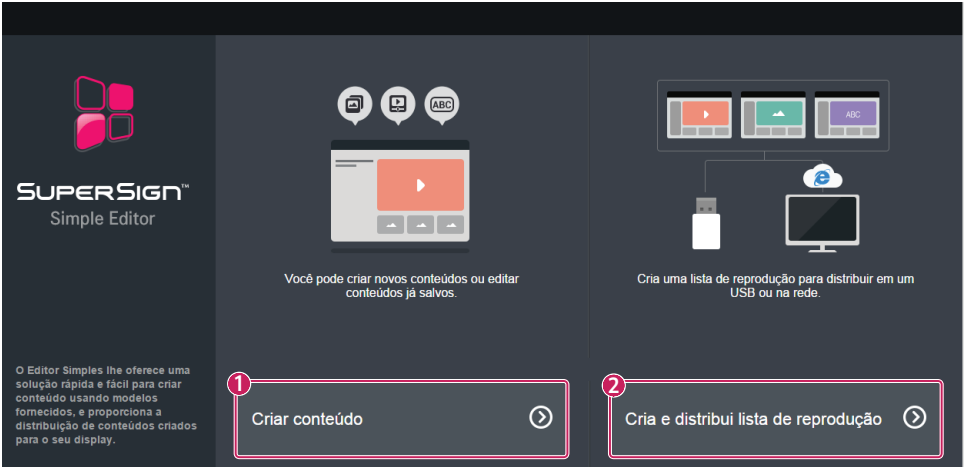 SUPERSIGN™
Simple Editor
O Editor Simples lhe oferece uma
solução rápida e fácil para criar
conteúdo usando modelos
fornecidos, e proporciona a
distribuição de conteúdos criados
para o seu display.
ABC
Você pode criar novos conteúdos ou editar
conteúdos já salvos.
1
Criar conteúdo
ABC
Cria uma lista de reprodução para distribuir em um
USB ou na rede.
2
Cria e distribui lista de reprodução